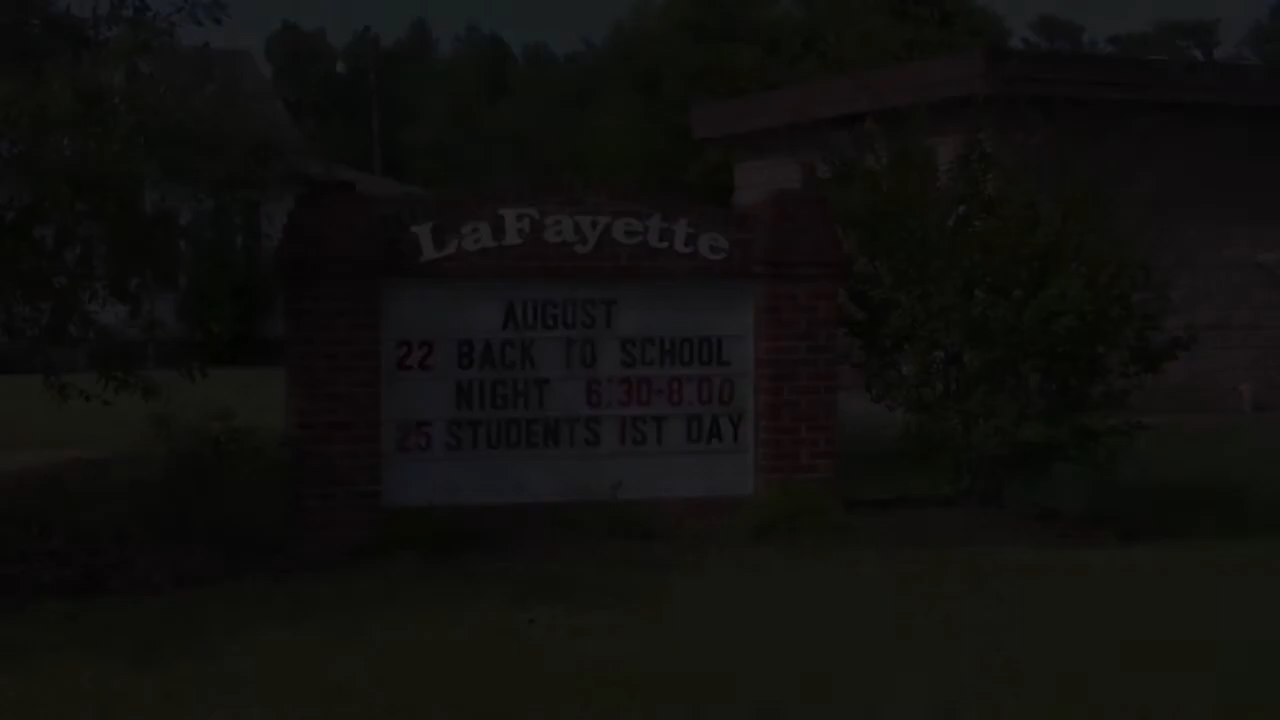 LaFayette
AUGUST
22 BACK TO SCHOOL
NIGHT 6:30-8:00
25 STUDENTS 1ST DAY